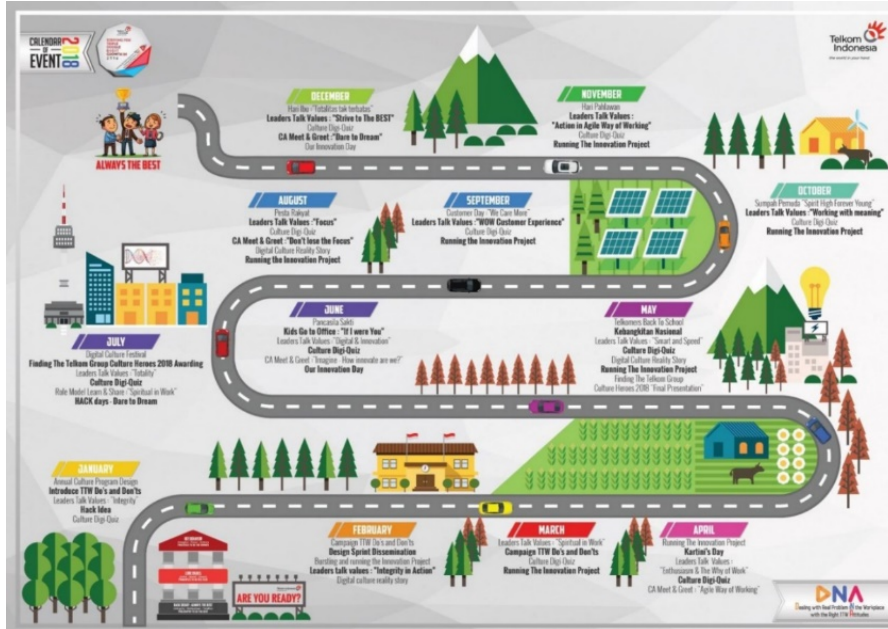 CALENDAR
OF
EVENT
2018
Telkom
Indonesia
the world in your hand
ALWAYS THE BEST
DECEMBER
Hari Ibu : "Totalitas tak terbatas"
Leaders Talk Values : "Strive to The BEST"
Culture Digi-Quiz
CA Meet & Greet : "Dare to Dream"
Our Innovation Day
NOVEMBER
Hari Pahlawan
Leaders Talk Values :
"Action in Agile Way of Working"
Culture Digi-Quiz
Running The Innovation Project
AUGUST
Pesta Rakyat
Leaders Talk Values : "Focus"
Culture Digi-Quiz
CA Meet & Greet : "Don't lose the Focus"
Digital Culture Reality Story
Running the Innovation Project
SEPTEMBER
Customer Day : "We Care More"
Leaders Talk Values : "WOW Customer Experience"
Culture Digi-Quiz
Running the Innovation Project
OCTOBER
Sumpah Pemuda "Spirit High Forever Young"
Leaders Talk Values : "Working with meaning"
Culture Digi-Quiz
Running The Innovation Project
JULY
Digital Culture Festival
Finding The Telkom Group Culture Heroes 2018 Awarding
Leaders Talk Values : "Totality"
Culture Digi-Quiz
Role Model Learn & Share : "Spiritual in Work"
HACK days - Dare to Dream
JUNE
Pancasila Sakti
Kids Go to Office : "If I were You"
Leaders Talk Values : "Digital & Innovation"
Culture Digi-Quiz
CA Meet & Greet : "Imagine - How innovate are we?"
Our Innovation Day
MAY
Telkomers Back To School
Kebangkitan Nasional
Leaders Talk Values : "Smart and Speed"
Culture Digi-Quiz
Digital Culture Reality Story
Running The Innovation Project
Finding The Telkom Group
Culture Heroes 2018 "Final Presentation"
JANUARY
Annual Culture Program Design
Introduce TTW Do's and Don'ts
Leaders Talk Values : "Integrity"
Hack Idea
Culture Digi-Quiz
FEBRUARY
Campaign TTW Do's and Don'ts
Design Sprint Dissemination
Bursting and running the Innovation Project
Leaders talk values : "Integrity in Action"
Digital culture reality story
MARCH
Leaders Talk Values : "Spiritual in Work"
Campaign TTW Do's and Don'ts
Culture Digi-Quiz
Running The Innovation Project
APRIL
Running The Innovation Project
Kartini's Day
Leaders Talk Values :
"Enthusiasm & The Why of Work"
Culture Digi-Quiz
CA Meet & Greet : "Agile Way of Working"
ARE YOU READY?
DNA
Dealing with Real Problem @ the Workplace
with the Right TTW Attitudes